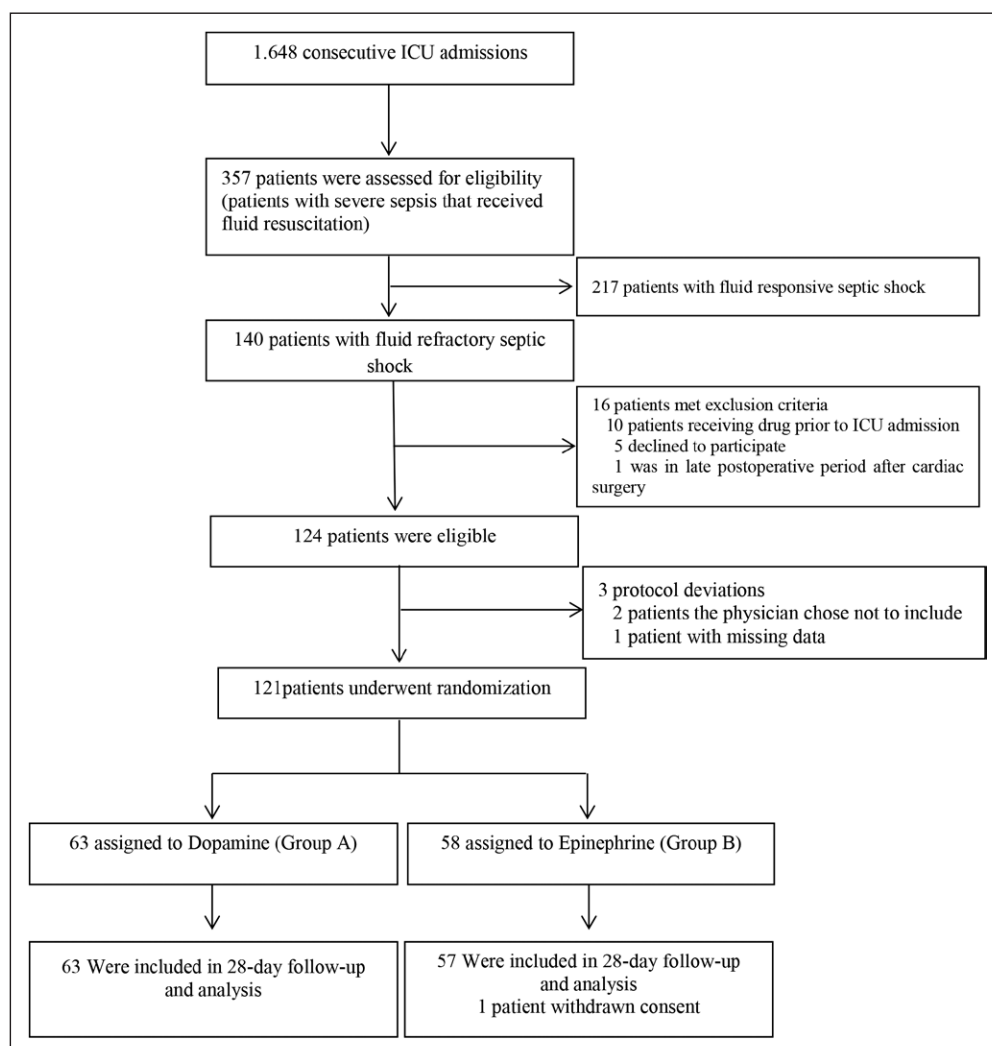 1.648 consecutive ICU admissions
357 patients were assessed for eligibility
(patients with severe sepsis that received
fluid resuscitation)
217 patients with fluid responsive septic shock
140 patients with fluid refractory septic
shock
16 patients met exclusion criteria
10 patients receiving drug prior to ICU admission
5 declined to participate
1 was in late postoperative period after cardiac
surgery
124 patients were eligible
3 protocol deviations
2 patients the physician chose not to include
1 patient with missing data
121patients underwent randomization
63 assigned to Dopamine (Group A)
58 assigned to Epinephrine (Group B)
63 Were included in 28-day follow-up
and analysis
57 Were included in 28-day follow-up
and analysis
1 patient withdrawn consent